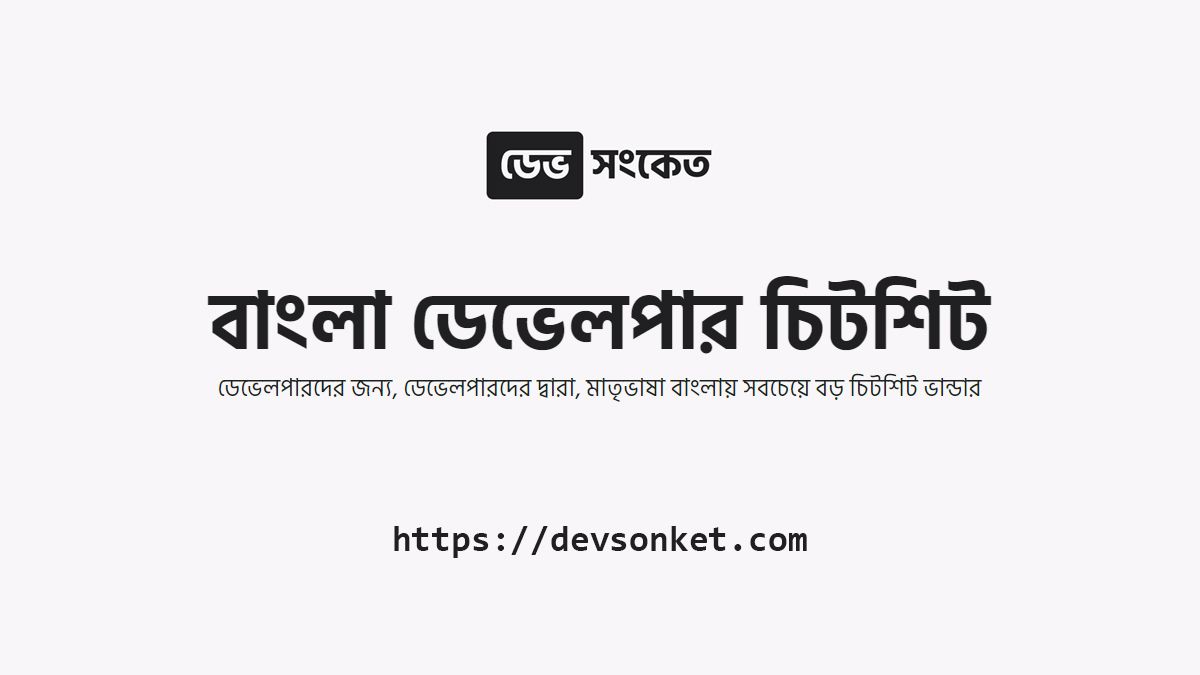 ডেভ সংকেত
বাংলা ডেভেলপার চিটশিট
ডেভেলপারদের জন্য, ডেভেলপারদের দ্বারা, মাতৃভাষা বাংলায় সবচেয়ে বড় চিটশিট ভান্ডার
https://devsonket.com